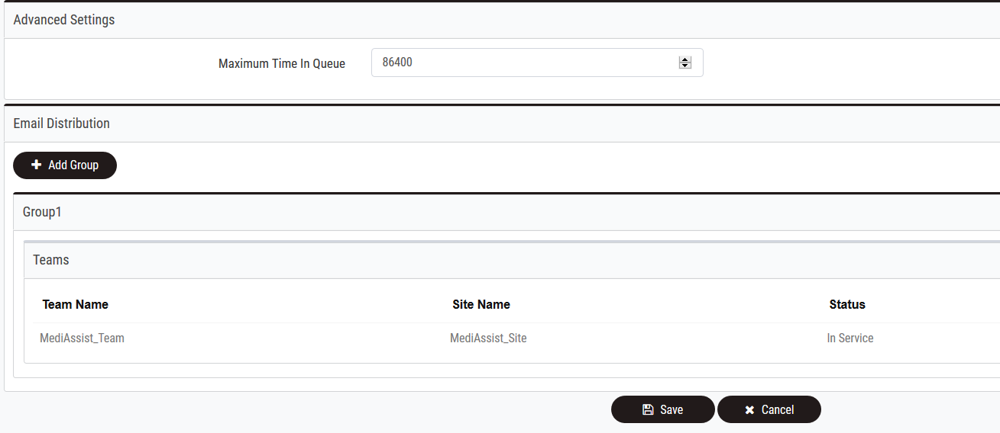 Advanced Settings
Maximum Time In Queue 86400
Email Distribution
Add Group
Group1
Teams
Team Name Site Name Status
MediAssist_Team MediAssist_Site In Service
Save Cancel